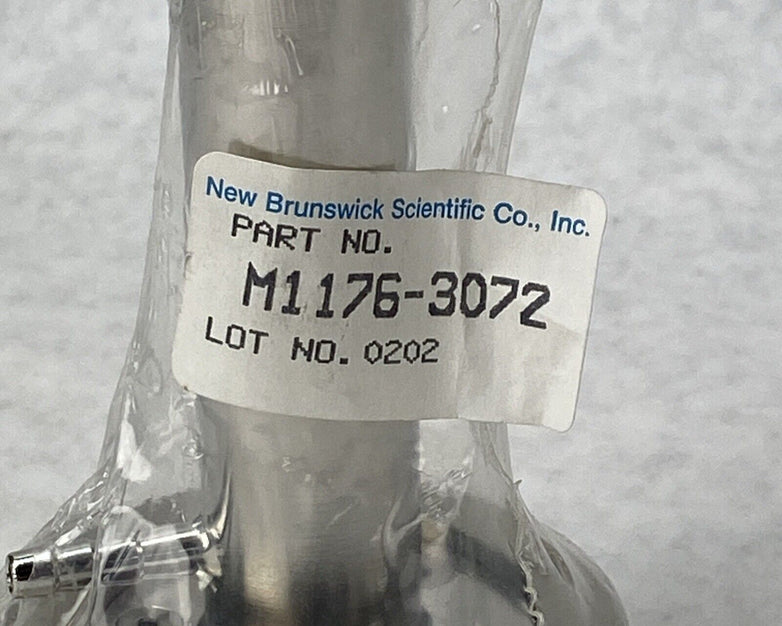 New Brunswick Scientific Co., Inc.
PART NO.
M1176-3072
LOT NO. 0202